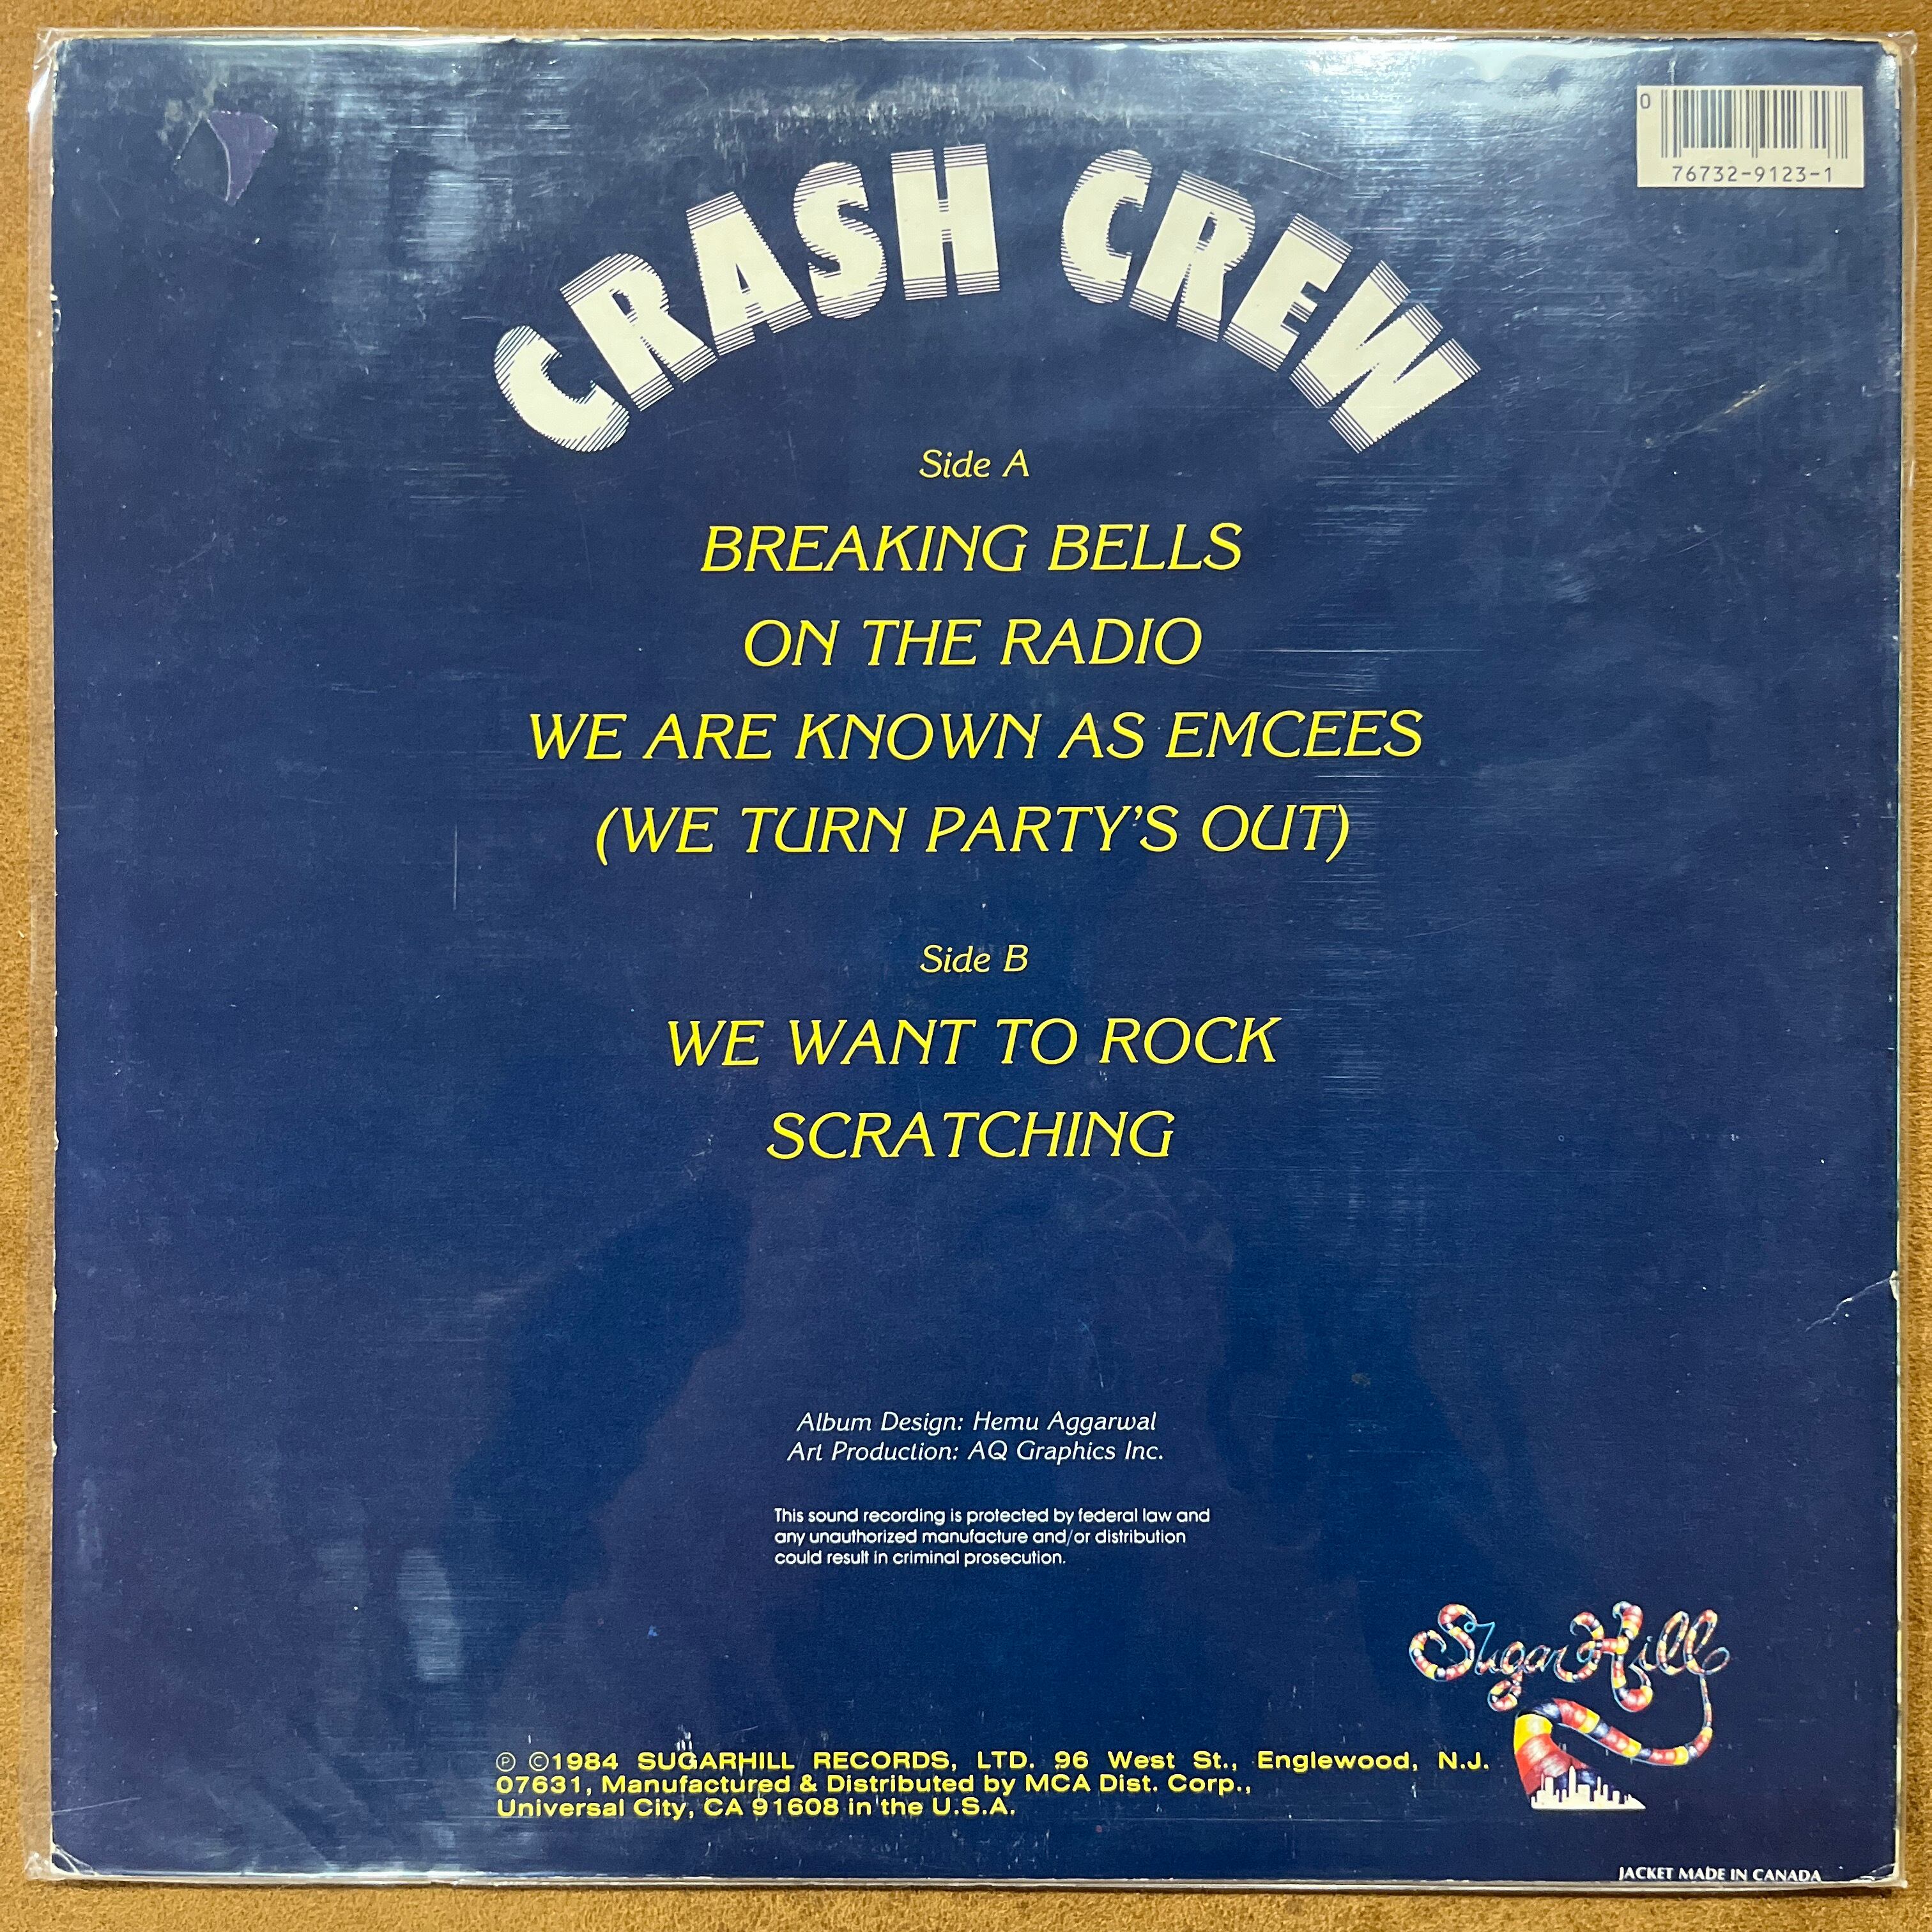 0
76732-9123-1
CRASH CREW
Side A
BREAKING BELLS
ON THE RADIO
WE ARE KNOWN AS EMCEES
(WE TURN PARTY'S OUT)
Side B
WE WANT TO ROCK
SCRATCHING
Album Design: Hemu Aggarwal
Art Production: AQ Graphics Inc.
This sound recording is protected by federal law and
any unauthorized manufacture and/or distribution
could result in criminal prosecution.
Sugar Hill
℗ ©1984 SUGARHILL RECORDS, LTD. 96 West St., Englewood, N.J.
07631, Manufactured & Distributed by MCA Dist. Corp.,
Universal City, CA 91608 in the U.S.A.
JACKET MADE IN CANADA